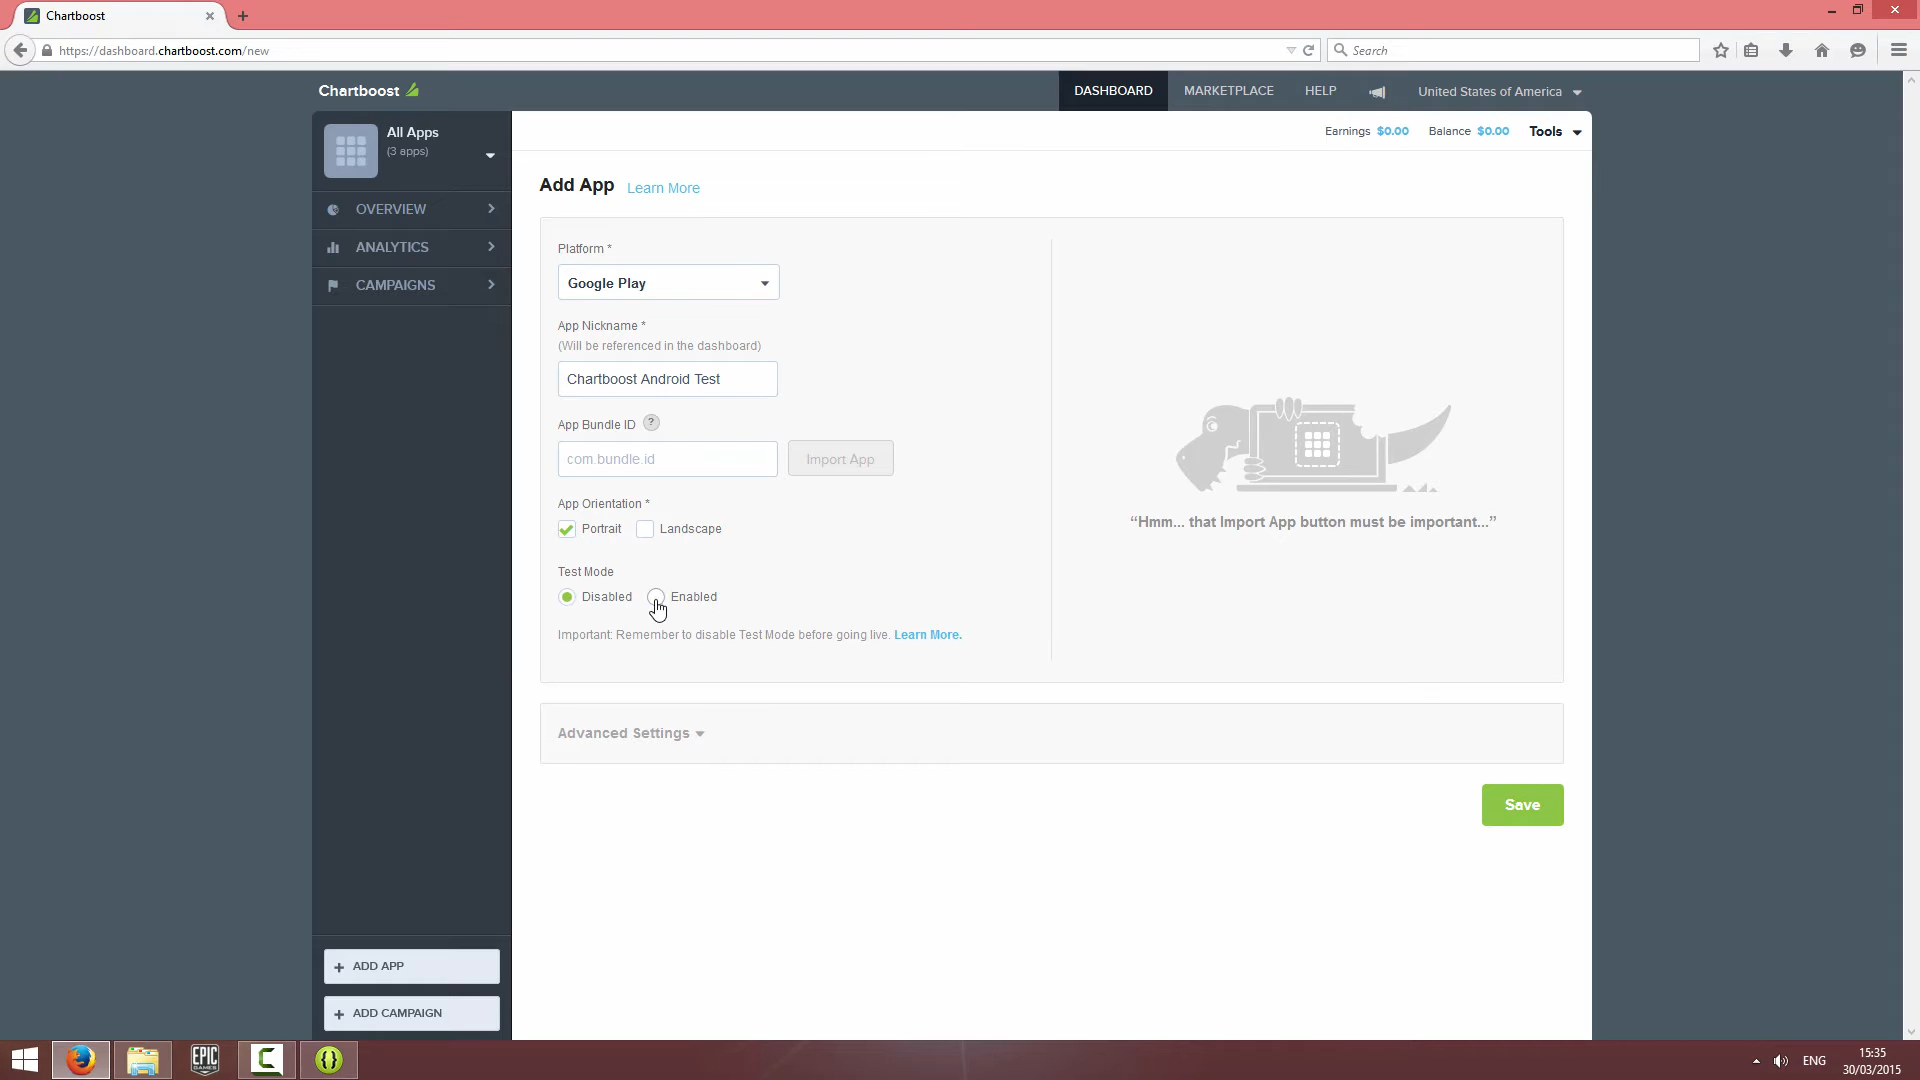 Chartboost
https://dashboard.chartboost.com/new
Search
Chartboost
DASHBOARD
MARKETPLACE
HELP
United States of America
All Apps
(3 apps)
Earnings $0.00
Balance $0.00
Tools
OVERVIEW
ANALYTICS
CAMPAIGNS
Add App
Learn More
Platform *
Google Play
App Nickname *
(Will be referenced in the dashboard)
Chartboost Android Test
App Bundle ID ?
com.bundle.id
Import App
App Orientation *
Portrait
Landscape
Test Mode
Disabled
Enabled
Important: Remember to disable Test Mode before going live. Learn More.
“Hmm... that Import App button must be important...”
Advanced Settings
Save
+ ADD APP
+ ADD CAMPAIGN
EPIC
GAMES
ENG
15:35
30/03/2015